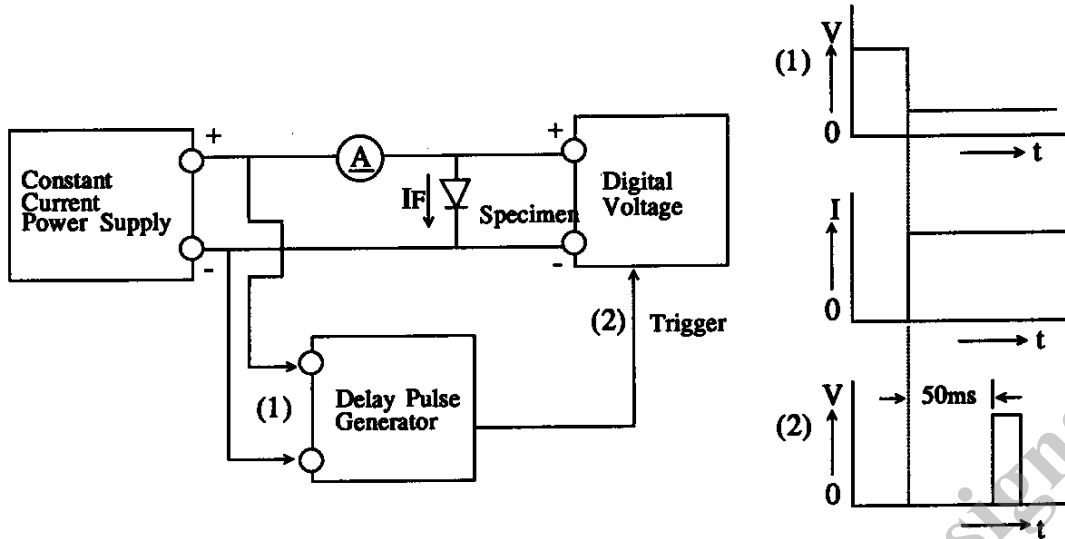 Constant
Current
Power Supply
+
-
A
IF
Specimen
+
-
Digital
Voltage
(2) Trigger
(1)
Delay Pulse
Generator
(1)
V
0
t
I
0
t
(2)
V
0
50ms
t